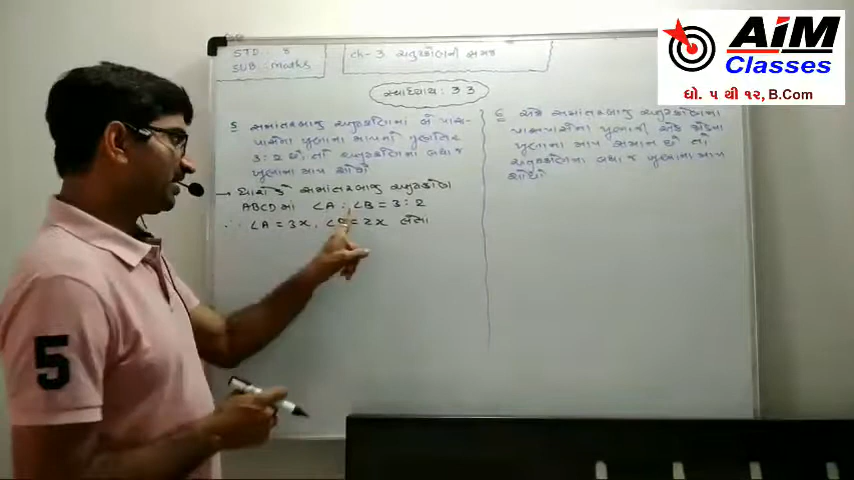 STD : 8
SUB : Maths
ch - 3 ચતુષ્કોણની સમજ
સ્વાધ્યાય : 3.3
5 સમાંતરબાજુ ચતુષ્કોણમાં બે પાસ-
પાસેના ખૂણાના માપનો ગુણોત્તર
3:2 છે, તો ચતુષ્કોણના બધા જ
ખૂણાના માપ શોધો
→ ધારો કે સમાંતરબાજુ ચતુષ્કોણ
ABCD માં ∠A : ∠B = 3 : 2
∴ ∠A = 3x, ∠B = 2x લેતા
6 એક સમાંતરબાજુ ચતુષ્કોણના
પાસપાસેના ખૂણાની એક જોડના
ખૂણાના માપ સમાન છે તો
ચતુષ્કોણના બધા જ ખૂણાના માપ
શોધો
AiM
Classes
ધો. ૫ થી ૧૨, B.Com
JS